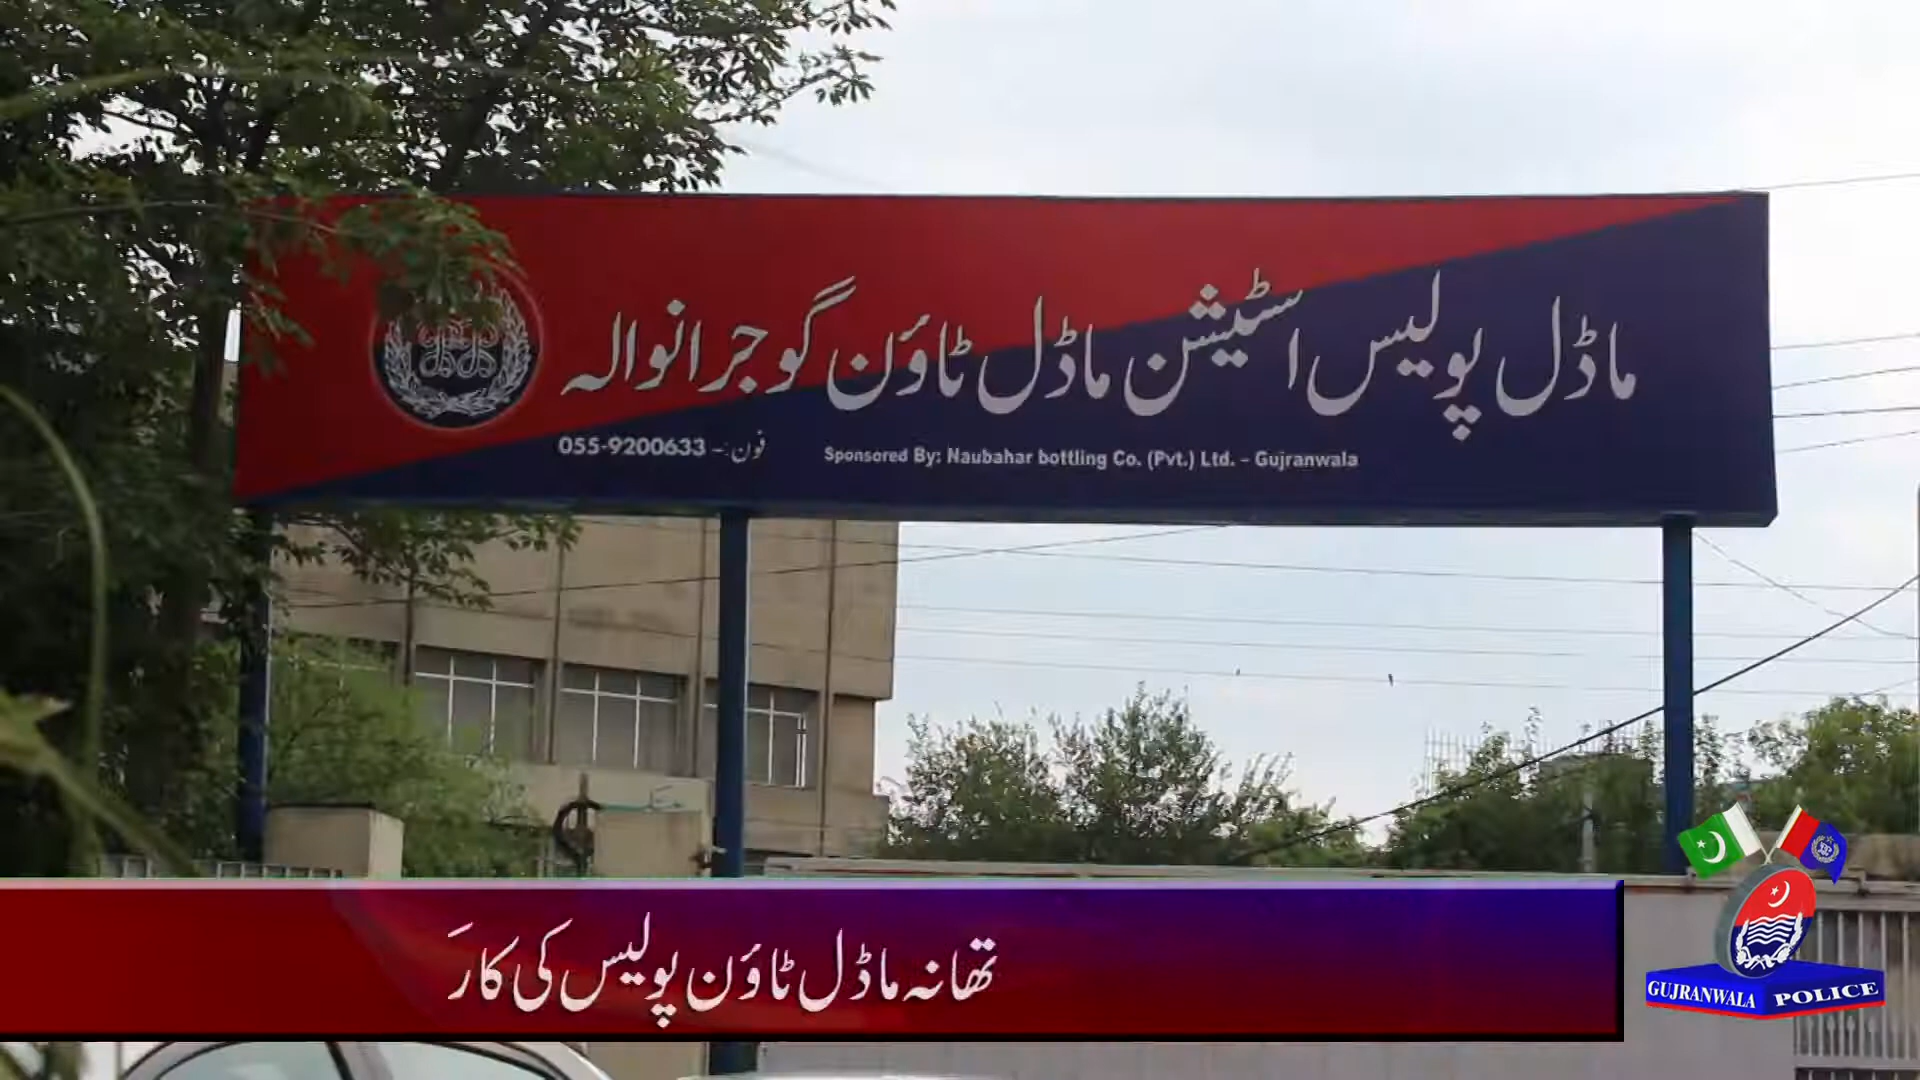 ماڈل پولیس اسٹیشن ماڈل ٹاؤن گوجرانوالہ
فون:- 055-9200633
Sponsored By: Naubahar bottling Co. (Pvt.) Ltd. - Gujranwala
تھانہ ماڈل ٹاؤن پولیس کی کارَ
GUJRANWALA POLICE